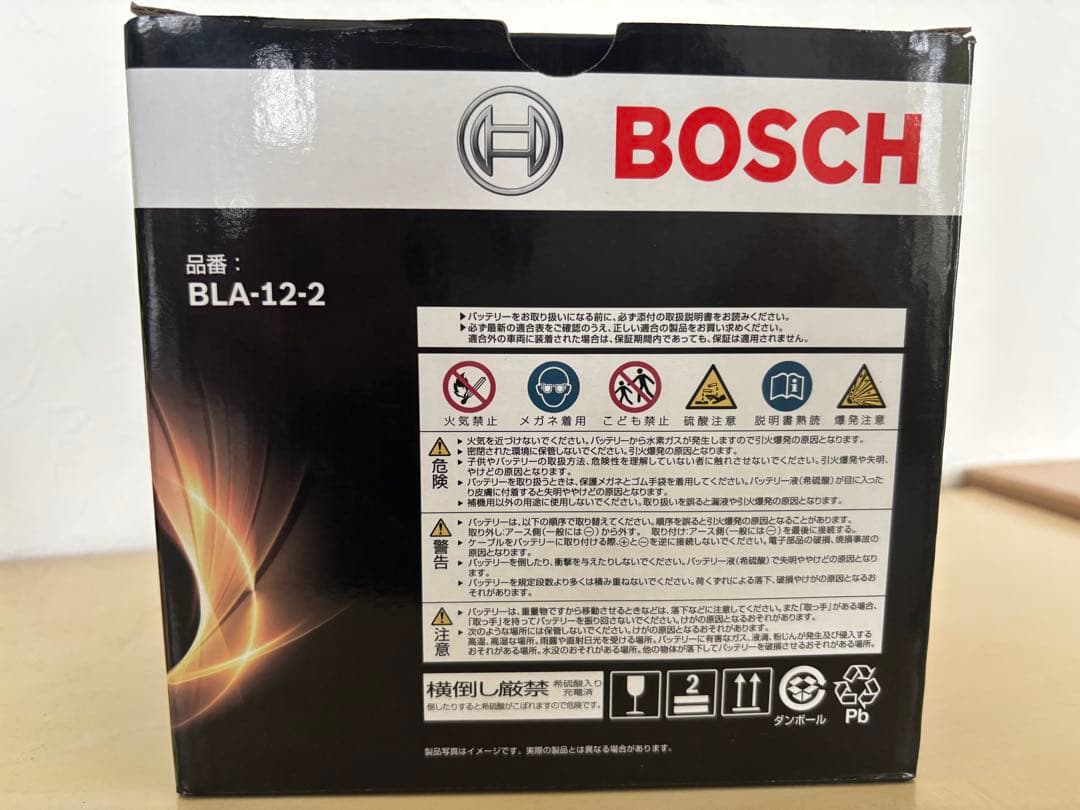 BOSCH
品番：
BLA-12-2
▶バッテリーをお取り扱いになる前に、必ず添付の取扱説明書をお読みください。
▶必ず最新の適合表をご確認のうえ、正しい適合の製品をお買い求めください。
適合外の車両に装着された場合は、保証期間内であっても、保証は適用されません。
火気禁止 メガネ着用 こども禁止 硫酸注意 説明書熟読 爆発注意
危険
▶火気を近づけないでください。バッテリーから水素ガスが発生しますので引火爆発の原因となります。
▶密閉された環境に保管しないでください。引火爆発の原因となります。
▶子供やバッテリーの取扱方法、危険性を理解していない者に触れさせないでください。引火爆発や失明、
やけどの原因となります。
▶バッテリーを取り扱うときは、保護メガネとゴム手袋を着用してください。バッテリー液（希硫酸）が目に入った
り皮膚に付着すると失明ややけどの原因となります。
▶補機用以外の用途に使用しないでください。取り扱いを誤ると漏液や引火爆発の原因となります。
警告
▶バッテリーは、以下の順序で取り替えてください。順序を誤ると引火爆発の原因となることがあります。
取り外し:アース側(一般には⊖)から外す。 取り付け:アース側(一般には⊖)を最後に接続する。
▶ケーブルをバッテリーに取り付ける際、⊕と⊖を逆に接続しないでください。電子部品の破損、焼損事故の
原因となります。
▶バッテリーを倒したり、衝撃を与えたりしないでください。バッテリー液(希硫酸)で失明ややけどの原因となり
ます。
▶バッテリーを規定段数より多くは積み重ねないでください。荷くずれによる落下、破損やけがの原因となるお
それがあります。
注意
▶バッテリーは、重量物ですから移動させるときなどは、落下などに注意してください。また「取っ手」がある場合、
「取っ手」を持ってバッテリーを振り回さないでください。けがの原因となるおそれがあります。
▶次のような場所には保管しないでください。けがの原因となるおそれがあります。
高温、高湿な場所。雨露や直射日光を受ける場所。バッテリーに有害なガス、液滴、粉じんが発生及び侵入する
おそれがある場所。水没のおそれがある場所。他の物体が落下してバッテリーを破損させるおそれがある場所。
横倒し厳禁 希硫酸入り
充電済
倒したりすると希硫酸がこぼれますので危険です。
2
ダンボール
Pb
製品写真はイメージです。実際の製品とは異なる場合があります。